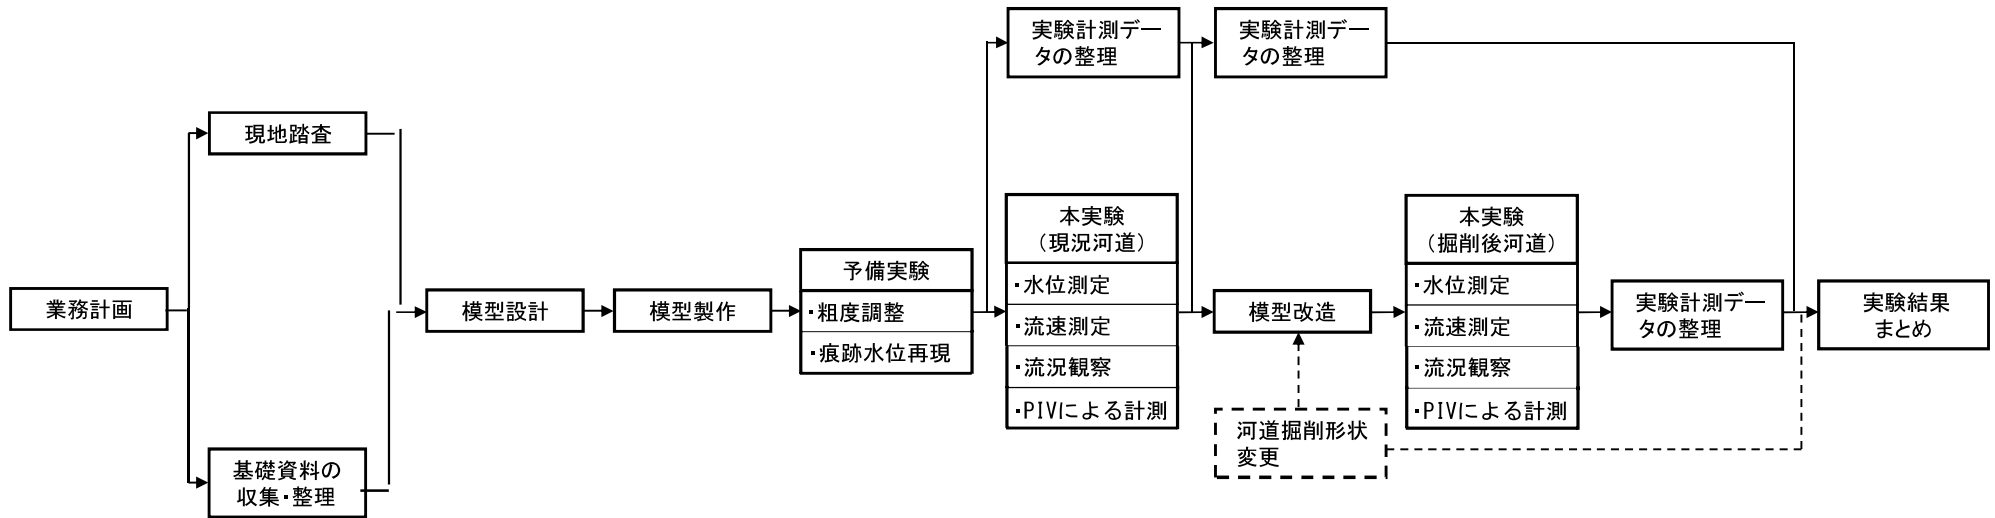 業務計画
現地踏査
基礎資料の
収集・整理
模型設計
模型製作
予備実験
・粗度調整
・痕跡水位再現
実験計測デー
タの整理
本実験
（現況河道）
・水位測定
・流速測定
・流況観察
・PIVによる計測
実験計測デー
タの整理
模型改造
河道掘削形状
変更
本実験
（掘削後河道）
・水位測定
・流速測定
・流況観察
・PIVによる計測
実験計測デー
タの整理
実験結果
まとめ